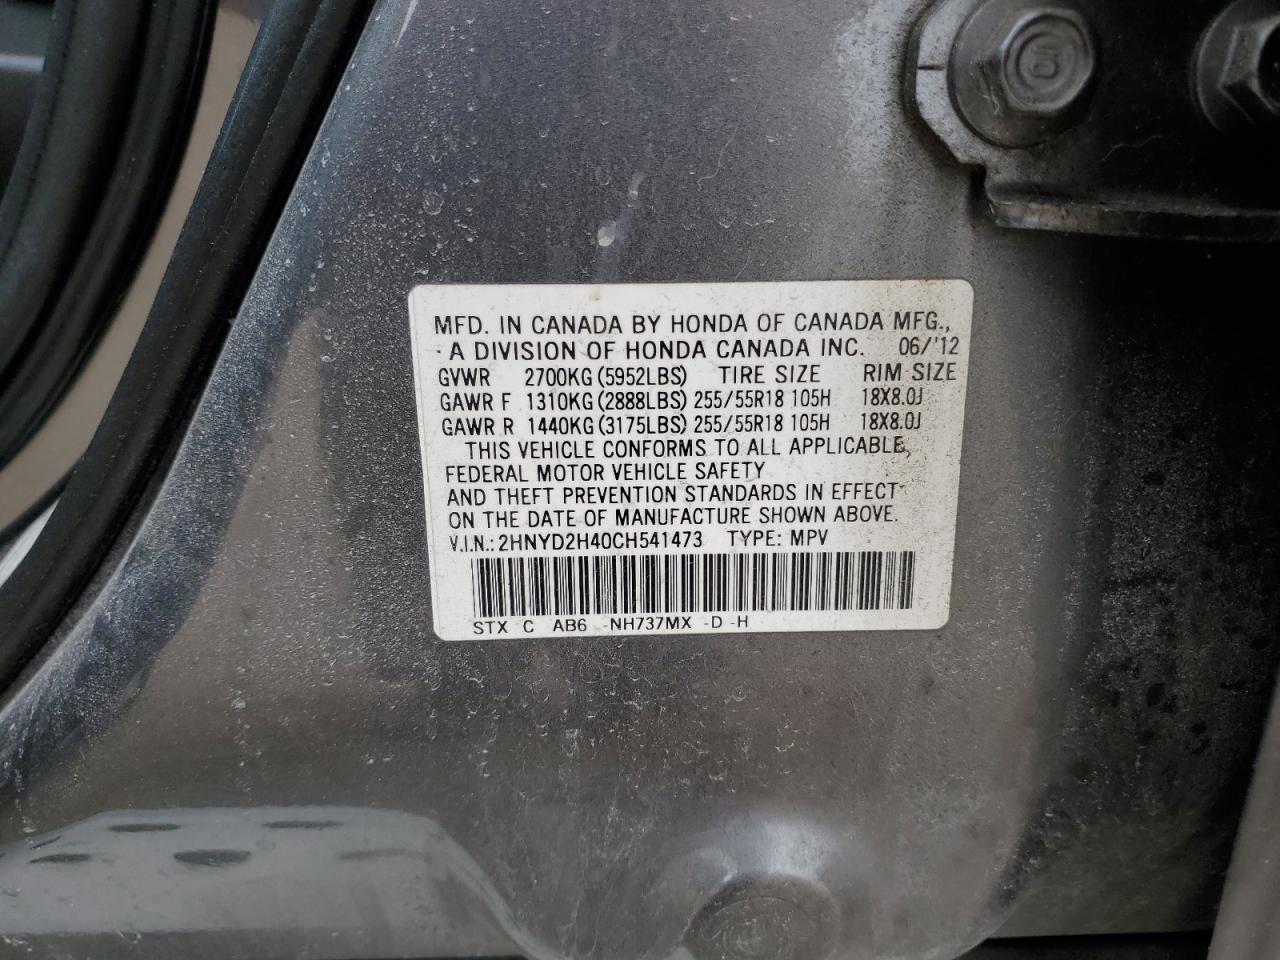 MFD. IN CANADA BY HONDA OF CANADA MFG.,
A DIVISION OF HONDA CANADA INC. 06/'12
GVWR 2700KG (5952LBS) TIRE SIZE RIM SIZE
GAWR F 1310KG (2888LBS) 255/55R18 105H 18X8.0J
GAWR R 1440KG (3175LBS) 255/55R18 105H 18X8.0J
THIS VEHICLE CONFORMS TO ALL APPLICABLE,
FEDERAL MOTOR VEHICLE SAFETY
AND THEFT PREVENTION STANDARDS IN EFFECT
ON THE DATE OF MANUFACTURE SHOWN ABOVE.
V.I.N.: 2HNYD2H40CH541473 TYPE: MPV
STX C AB6 -NH737MX -D -H